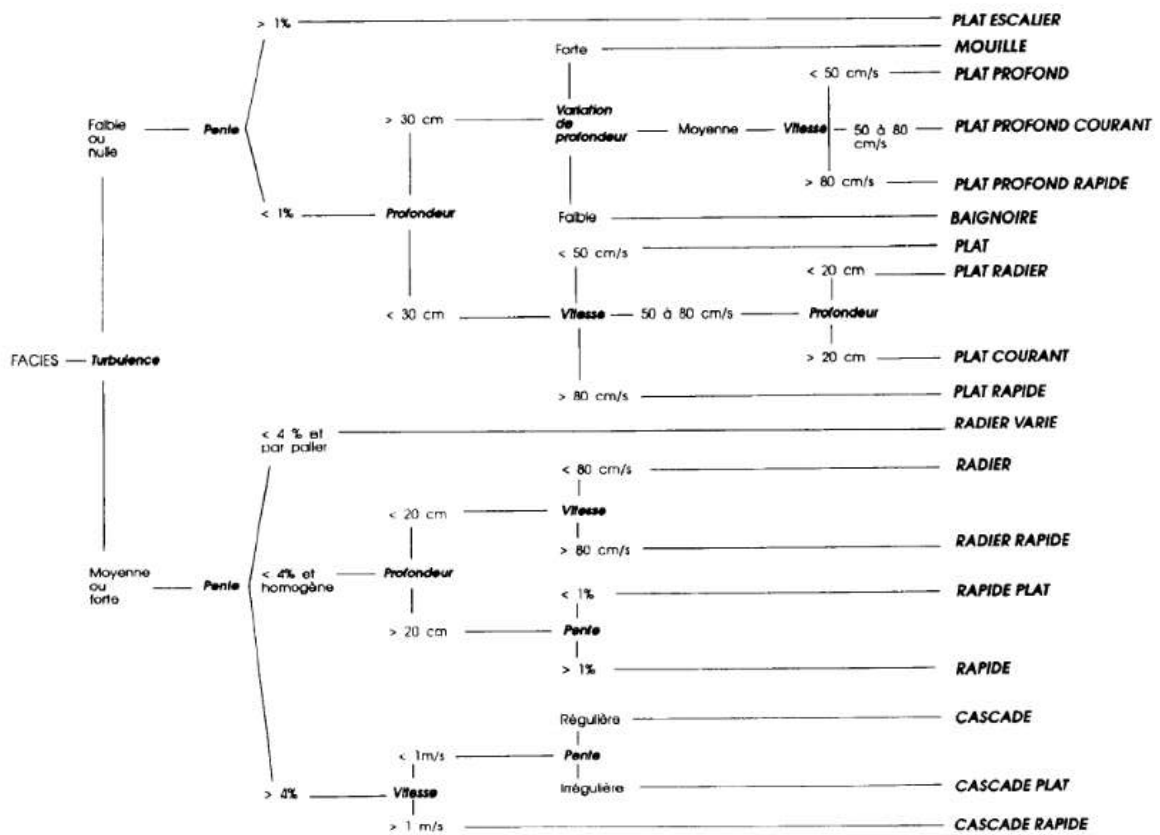 > 1% PLAT ESCALIER
Forte MOUILLE
< 50 cm/s PLAT PROFOND
Faible
ou
nulle
Pente
> 30 cm
Variation
de
profondeur
Moyenne Vitesse 50 à 80
cm/s
PLAT PROFOND COURANT
> 80 cm/s PLAT PROFOND RAPIDE
< 1% Profondeur
Faible BAIGNOIRE
< 50 cm/s PLAT
< 20 cm PLAT RADIER
< 30 cm Vitesse 50 à 80 cm/s Profondeur
FACIES Turbulence
> 20 cm PLAT COURANT
> 80 cm/s PLAT RAPIDE
< 4 % et
par palier
RADIER VARIE
< 80 cm/s RADIER
< 20 cm Vitesse
> 80 cm/s RADIER RAPIDE
Moyenne
ou
forte
Pente
< 4% et
homogène
Profondeur
< 1% RAPIDE PLAT
> 20 cm Pente
> 1% RAPIDE
Régulière CASCADE
< 1m/s Pente
Irrégulière CASCADE PLAT
> 4% Vitesse
> 1 m/s CASCADE RAPIDE